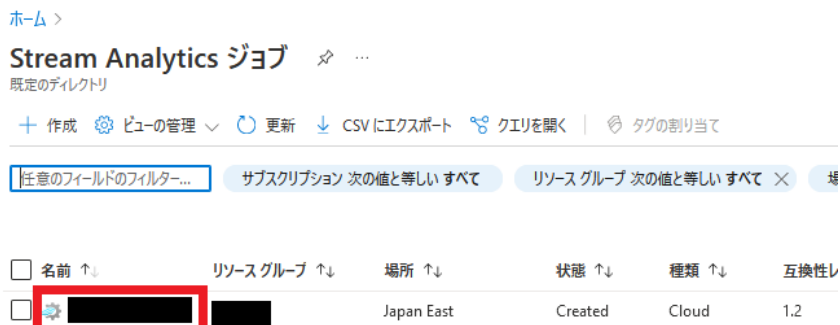 ホーム >
Stream Analytics ジョブ ...
既定のディレクトリ
+ 作成 ビューの管理 更新 CSV にエクスポート クエリを開く タグの割り当て
任意のフィールドのフィルター... サブスクリプション 次の値と等しい すべて リソース グループ 次の値と等しい すべて × 場
名前 ↑↓ リソース グループ ↑↓ 場所 ↑↓ 状態 ↑↓ 種類 ↑↓ 互換性レ
Japan East Created Cloud 1.2